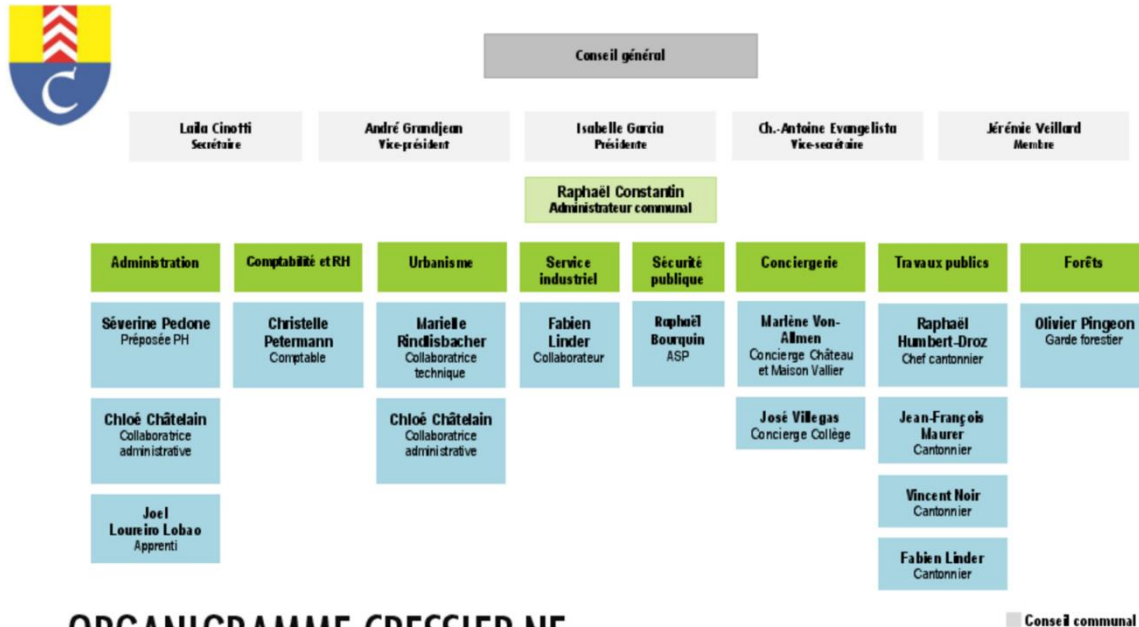 C
Conseil général
Laila Cinotti
Secrétaire
André Grandjean
Vice-président
Isabelle Garcia
Présidente
Ch.-Antoine Evangelista
Vice-secrétaire
Jérémie Veillard
Membre
Raphaël Constantin
Administrateur communal
Administration
Comptabilité et RH
Urbanisme
Service
industriel
Sécurité
publique
Conciergerie
Travaux publics
Forêts
Séverine Pedone
Préposée PH
Christelle
Petermann
Comptable
Marielle
Rindlisbacher
Collaboratrice
technique
Fabien
Linder
Collaborateur
Raphaël
Bourquin
ASP
Marlène Von-
Allmen
Concierge Château
et Maison Vallier
Raphaël
Humbert-Droz
Chef cantonnier
Olivier Pingeon
Garde forestier
Chloé Châtelain
Collaboratrice
administrative
Chloé Châtelain
Collaboratrice
administrative
José Villegas
Concierge Collège
Jean-François
Maurer
Cantonnier
Joel
Loureiro Lobao
Apprenti
Vincent Noir
Cantonnier
Fabien Linder
Cantonnier
ORGANIGRAMME CRESSIER NE
Conseil communal